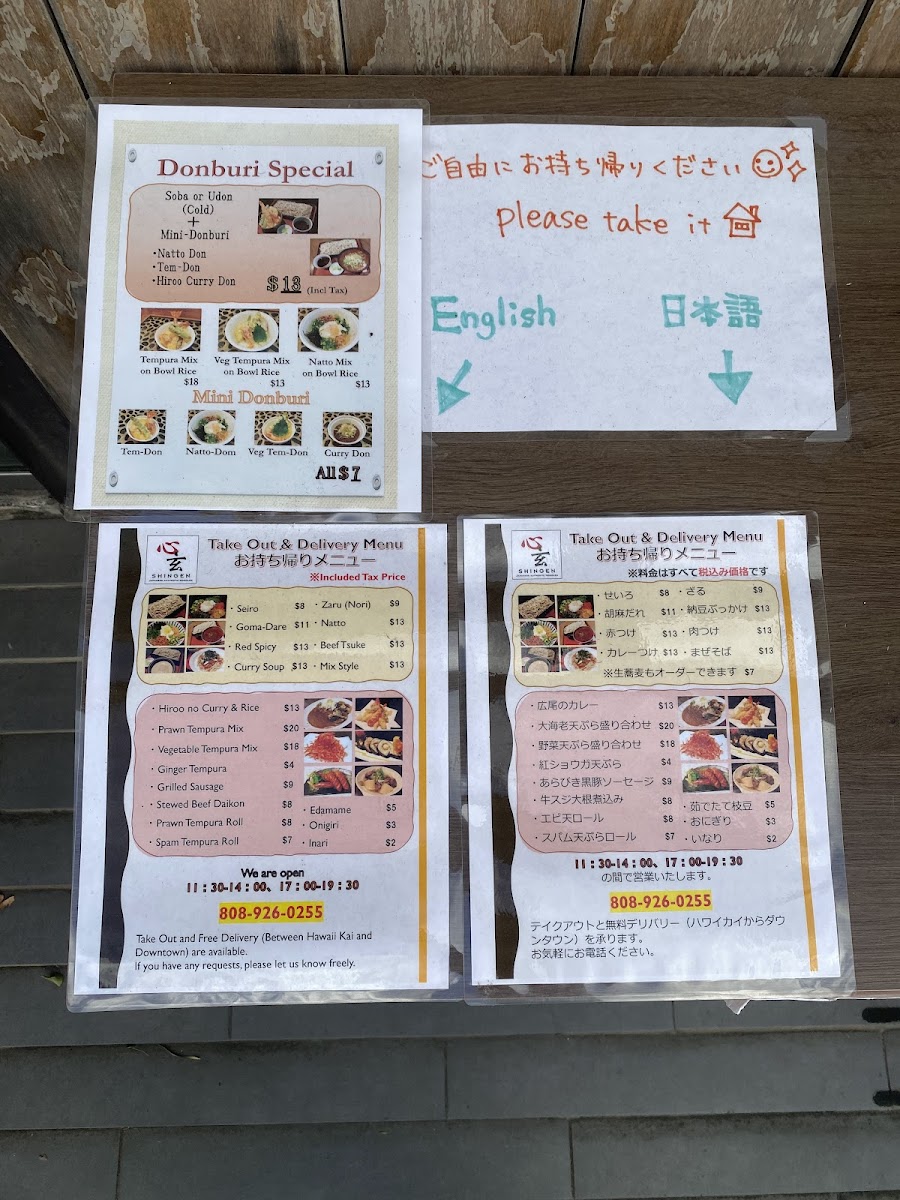 Donburi Special
Soba or Udon
(Cold)
+
Mini-Donburi
・Natto Don
・Tem-Don
・Hiroo Curry Don
$13 (Incl Tax)
Tempura Mix
on Bowl Rice
$18
Veg Tempura Mix
on Bowl Rice
$13
Natto Mix
on Bowl Rice
$13
Mini Donburi
Tem-Don
Natto-Dom
Veg Tem-Don
Curry Don
All $7
ご自由にお持ち帰りください
please take it
English
日本語
心玄
SHINGEN
Take Out & Delivery Menu
お持ち帰りメニュー
※Included Tax Price
・Seiro $8 ・Zaru (Nori) $9
・Goma-Dare $11 ・Natto $13
・Red Spicy $13 ・Beef Tsuke $13
・Curry Soup $13 ・Mix Style $13
・Hiroo no Curry & Rice $13
・Prawn Tempura Mix $20
・Vegetable Tempura Mix $18
・Ginger Tempura $4
・Grilled Sausage $9
・Stewed Beef Daikon $8
・Prawn Tempura Roll $8
・Spam Tempura Roll $7
・Edamame $5
・Onigiri $3
・Inari $2
We are open
11：30-14：00、17：00-19：30
808-926-0255
Take Out and Free Delivery (Between Hawaii Kai and
Downtown) are available.
If you have any requests, please let us know freely.
心玄
SHINGEN
Take Out & Delivery Menu
お持ち帰りメニュー
※料金はすべて税込み価格です
・せいろ $8 ・ざる $9
・胡麻だれ $11 ・納豆ぶっかけ $13
・赤つけ $13 ・肉つけ $13
・カレーつけ $13 ・まぜそば $13
※生蕎麦もオーダーできます $7
・広尾のカレー $13
・大海老天ぷら盛り合わせ $20
・野菜天ぷら盛り合わせ $18
・紅ショウガ天ぷら $4
・あらびき黒豚ソーセージ $9
・牛スジ大根煮込み $8
・エビ天ロール $8
・スパム天ぷらロール $7
・茹でたて枝豆 $5
・おにぎり $3
・いなり $2
11：30-14：00、17：00-19：30
の間で営業いたします。
808-926-0255
テイクアウトと無料デリバリー（ハワイカイからダウ
ンタウン）を承ります。
お気軽にお電話ください。